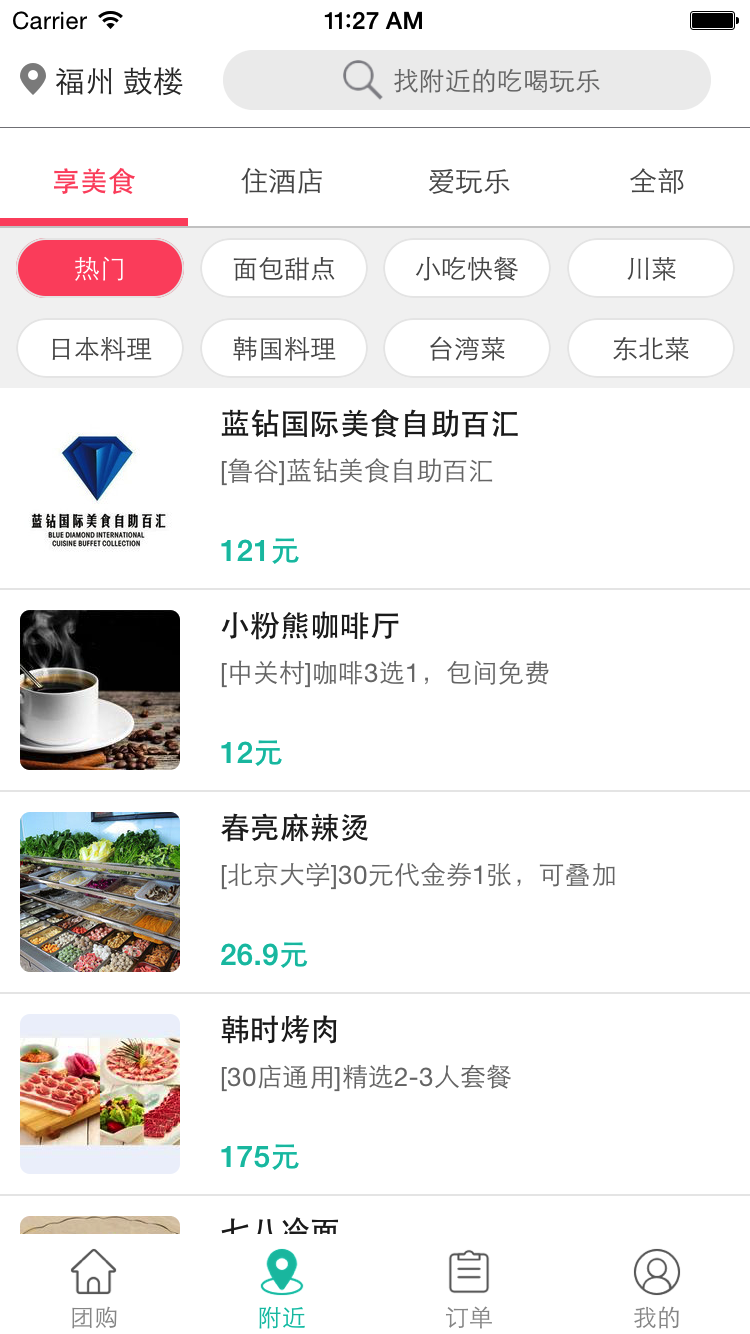 Carrier 11:27 AM
福州 鼓楼 找附近的吃喝玩乐
享美食 住酒店 爱玩乐 全部
热门 面包甜点 小吃快餐 川菜
日本料理 韩国料理 台湾菜 东北菜
蓝钻国际美食自助百汇
[鲁谷]蓝钻美食自助百汇
蓝钻国际美食自助百汇
BLUE DIAMOND INTERNATIONAL
CUISINE BUFFET COLLECTION
121元
小粉熊咖啡厅
[中关村]咖啡3选1，包间免费
12元
春亮麻辣烫
[北京大学]30元代金券1张，可叠加
26.9元
韩时烤肉
[30店通用]精选2-3人套餐
175元
七八冷面
团购 附近 订单 我的